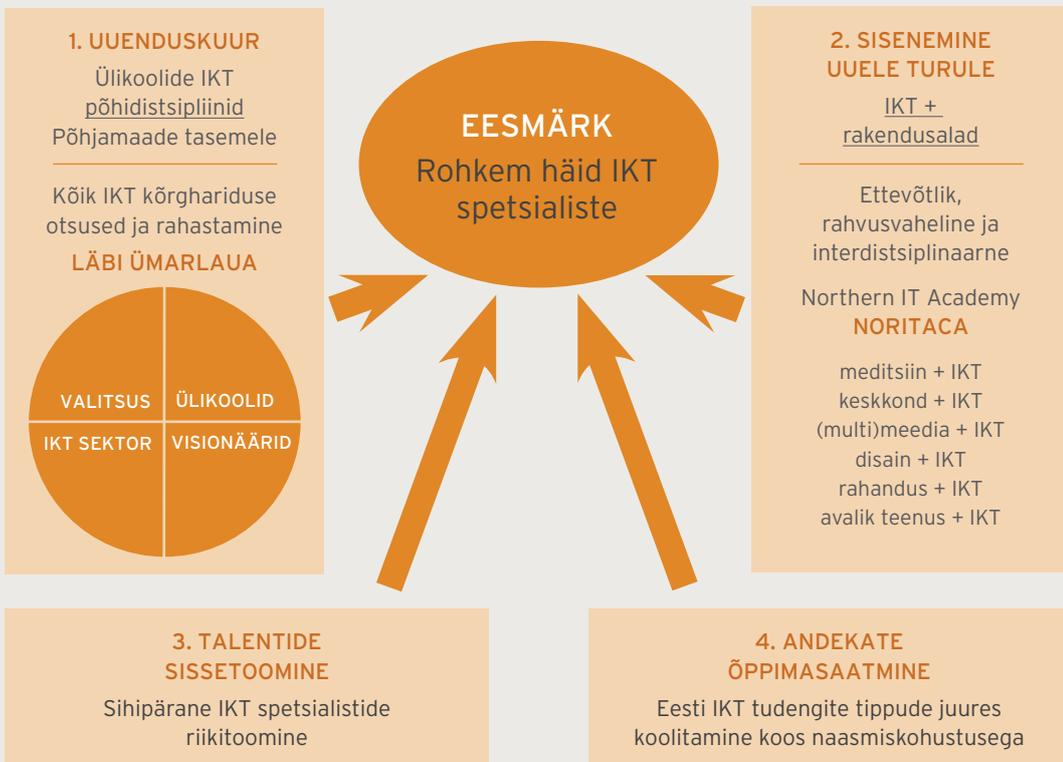 1. UUENDUSKUUR
Ülikoolide IKT
põhidistsipliinid
Põhjamaade tasemele
Kõik IKT kõrghariduse
otsused ja rahastamine
LÄBI ÜMARLAUA
VALITSUS
ÜLIKOOLID
IKT SEKTOR
VISIONÄÄRID
EESMÄRK
Rohkem häid IKT
spetsialiste
2. SISENEMINE
UUELE TURULE
IKT +
rakendusalad
Ettevõtlik,
rahvusvaheline ja
interdistsiplinaarne
Northern IT Academy
NORITACA
meditsiin + IKT
keskkond + IKT
(multi)meedia + IKT
disain + IKT
rahandus + IKT
avalik teenus + IKT
3. TALENTIDE
SISSETOOMINE
Sihipärane IKT spetsialistide
riikitoomine
4. ANDEKATE
ÕPPIMASAATMINE
Eesti IKT tudengite tippude juures
koolitamine koos naasmiskohustusega